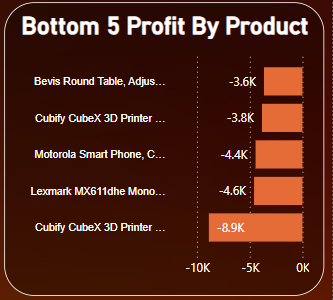 Bottom 5 Profit By Product
Bevis Round Table, Adjus... -3.6K
Cubify CubeX 3D Printer ... -3.8K
Motorola Smart Phone, C... -4.4K
Lexmark MX611dhe Mono... -4.6K
Cubify CubeX 3D Printer ... -8.9K
-10K -5K 0K